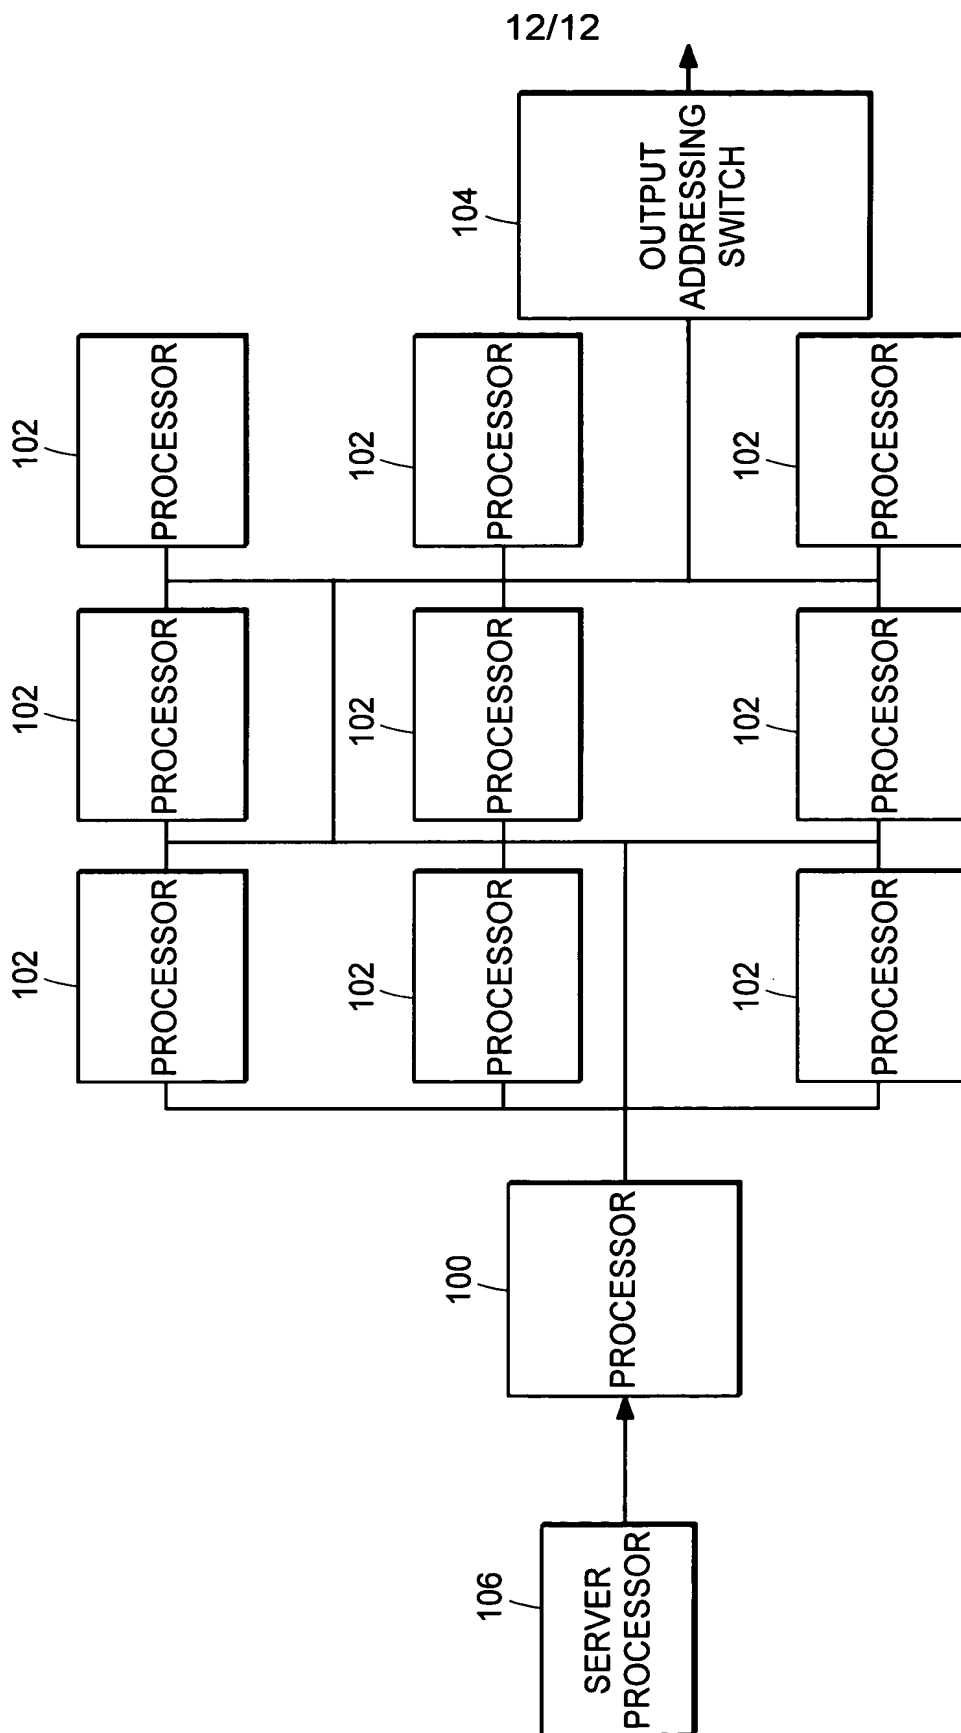 12/12
102
PROCESSOR
102
PROCESSOR
102
PROCESSOR
104
OUTPUT
ADDRESSING
SWITCH
102
PROCESSOR
102
PROCESSOR
102
PROCESSOR
102
PROCESSOR
102
PROCESSOR
102
PROCESSOR
100
PROCESSOR
106
SERVER
PROCESSOR